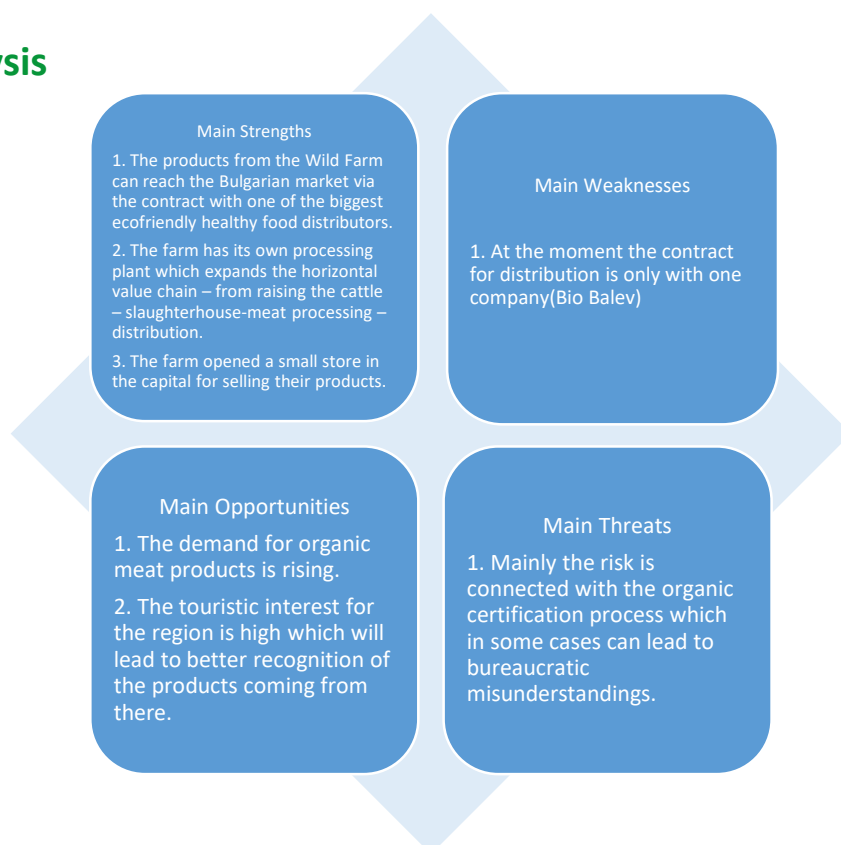 ysis
Main Strengths
1. The products from the Wild Farm
can reach the Bulgarian market via
the contract with one of the biggest
ecofriendly healthy food distributors.
2. The farm has its own processing
plant which expands the horizontal
value chain – from raising the cattle
– slaughterhouse-meat processing –
distribution.
3. The farm opened a small store in
the capital for selling their products.
Main Weaknesses
1. At the moment the contract
for distribution is only with one
company(Bio Balev)
Main Opportunities
1. The demand for organic
meat products is rising.
2. The touristic interest for
the region is high which will
lead to better recognition of
the products coming from
there.
Main Threats
1. Mainly the risk is
connected with the organic
certification process which
in some cases can lead to
bureaucratic
misunderstandings.